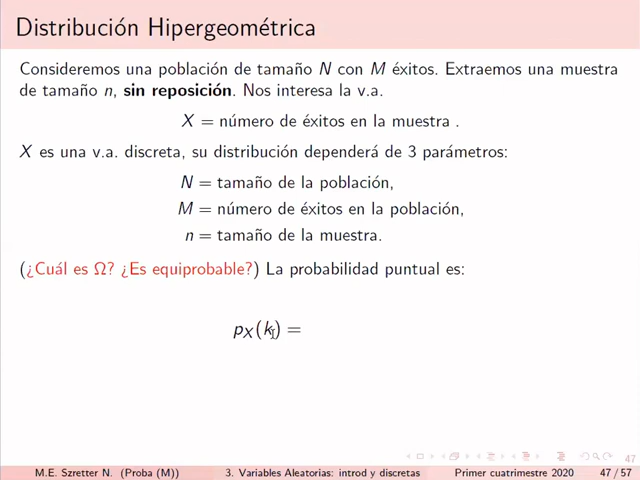 Distribución Hipergeométrica
Consideremos una población de tamaño N con M éxitos. Extraemos una muestra
de tamaño n, sin reposición. Nos interesa la v.a.
X = número de éxitos en la muestra .
X es una v.a. discreta, su distribución dependerá de 3 parámetros:
N = tamaño de la población,
M = número de éxitos en la población,
n = tamaño de la muestra.
(¿Cuál es Ω? ¿Es equiprobable?) La probabilidad puntual es:
pX(k) =
47
M.E. Szretter N. (Proba (M)) 3. Variables Aleatorias: introd y discretas Primer cuatrimestre 2020 47 / 57